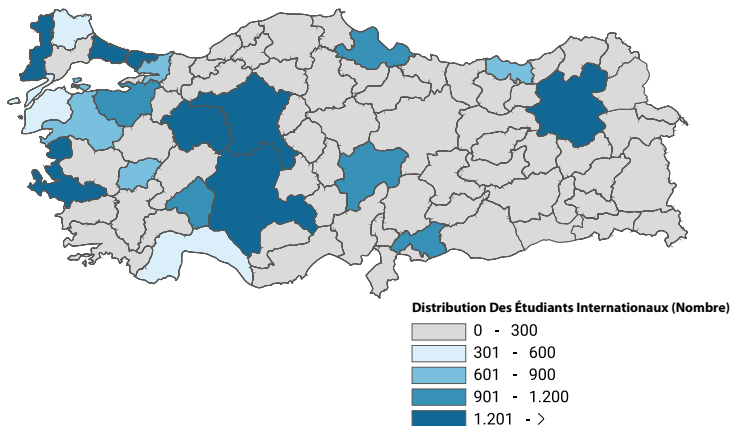 Distribution Des Étudiants Internationaux (Nombre)
0 - 300
301 - 600
601 - 900
901 - 1.200
1.201 - >